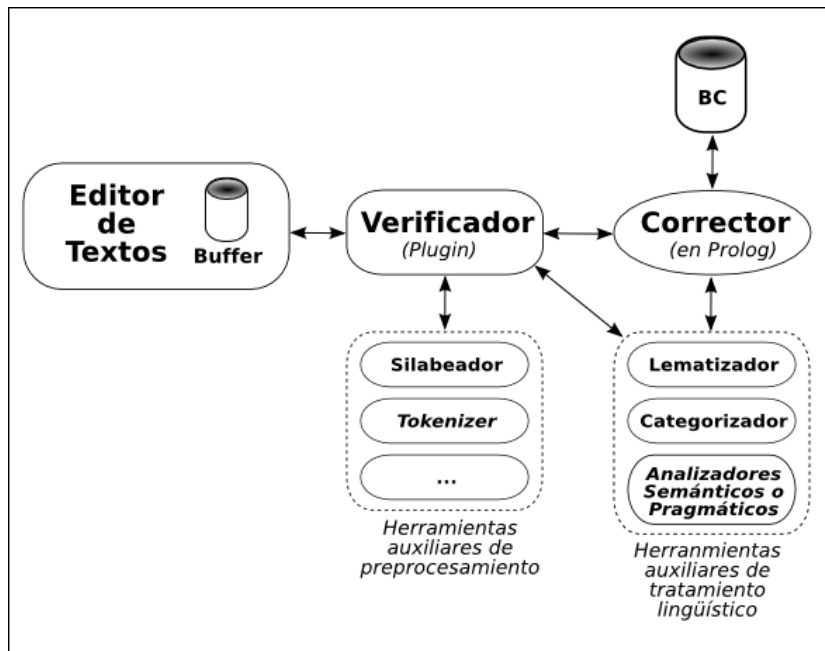 BC
Editor
de
Textos
Buffer
Verificador
(Plugin)
Corrector
(en Prolog)
Silabeador
Tokenizer
...
Herramientas
auxiliares de
preprocesamiento
Lematizador
Categorizador
Analizadores
Semánticos o
Pragmáticos
Herranmientas
auxiliares de
tratamiento
lingüístico